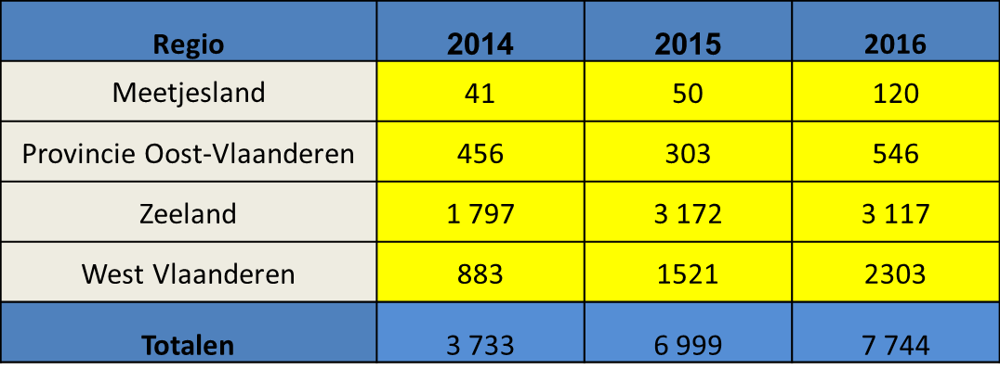 Regio 2014 2015 2016
Meetjesland 41 50 120
Provincie Oost-Vlaanderen 456 303 546
Zeeland 1 797 3 172 3 117
West Vlaanderen 883 1521 2303
Totalen 3 733 6 999 7 744